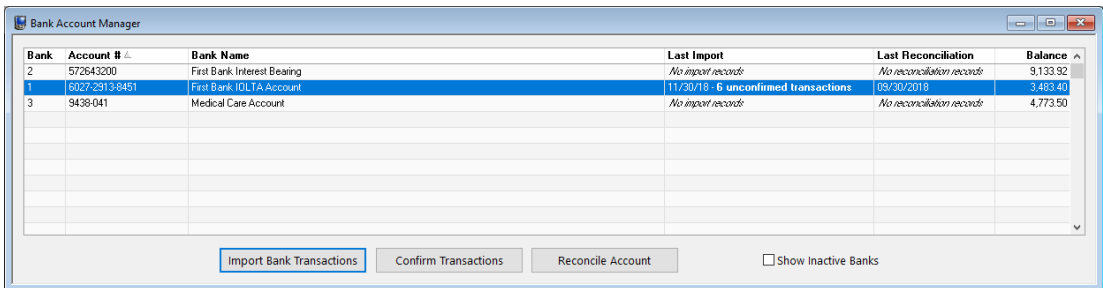 Bank Account Manager
Bank Account # Bank Name Last Import Last Reconciliation Balance
2 572643200 First Bank Interest Bearing No import records No reconciliation records 9,133.92
1 6027-2913-8451 First Bank IOLTA Account 11/30/18 - 6 unconfirmed transactions 09/30/2018 3,483.40
3 9438-041 Medical Care Account No import records No reconciliation records 4,773.50
Import Bank Transactions Confirm Transactions Reconcile Account Show Inactive Banks